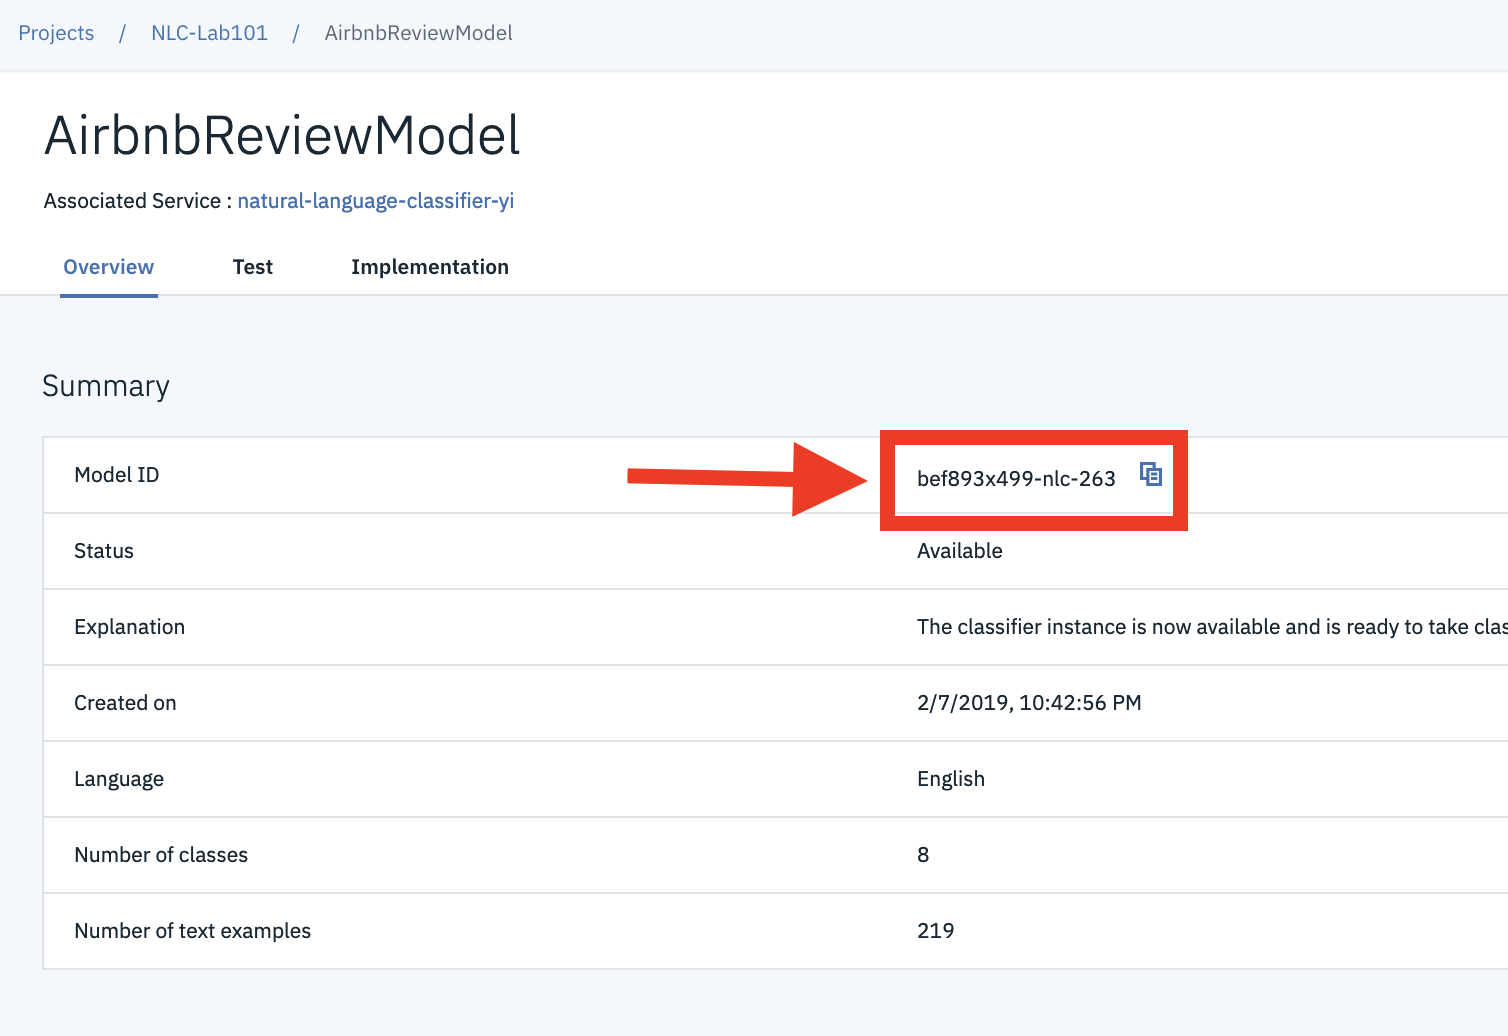 Projects / NLC-Lab101 / AirbnbReviewModel
AirbnbReviewModel
Associated Service : natural-language-classifier-yi
Overview Test Implementation
Summary
Model ID bef893x499-nlc-263
Status Available
Explanation The classifier instance is now available and is ready to take clas
Created on 2/7/2019, 10:42:56 PM
Language English
Number of classes 8
Number of text examples 219